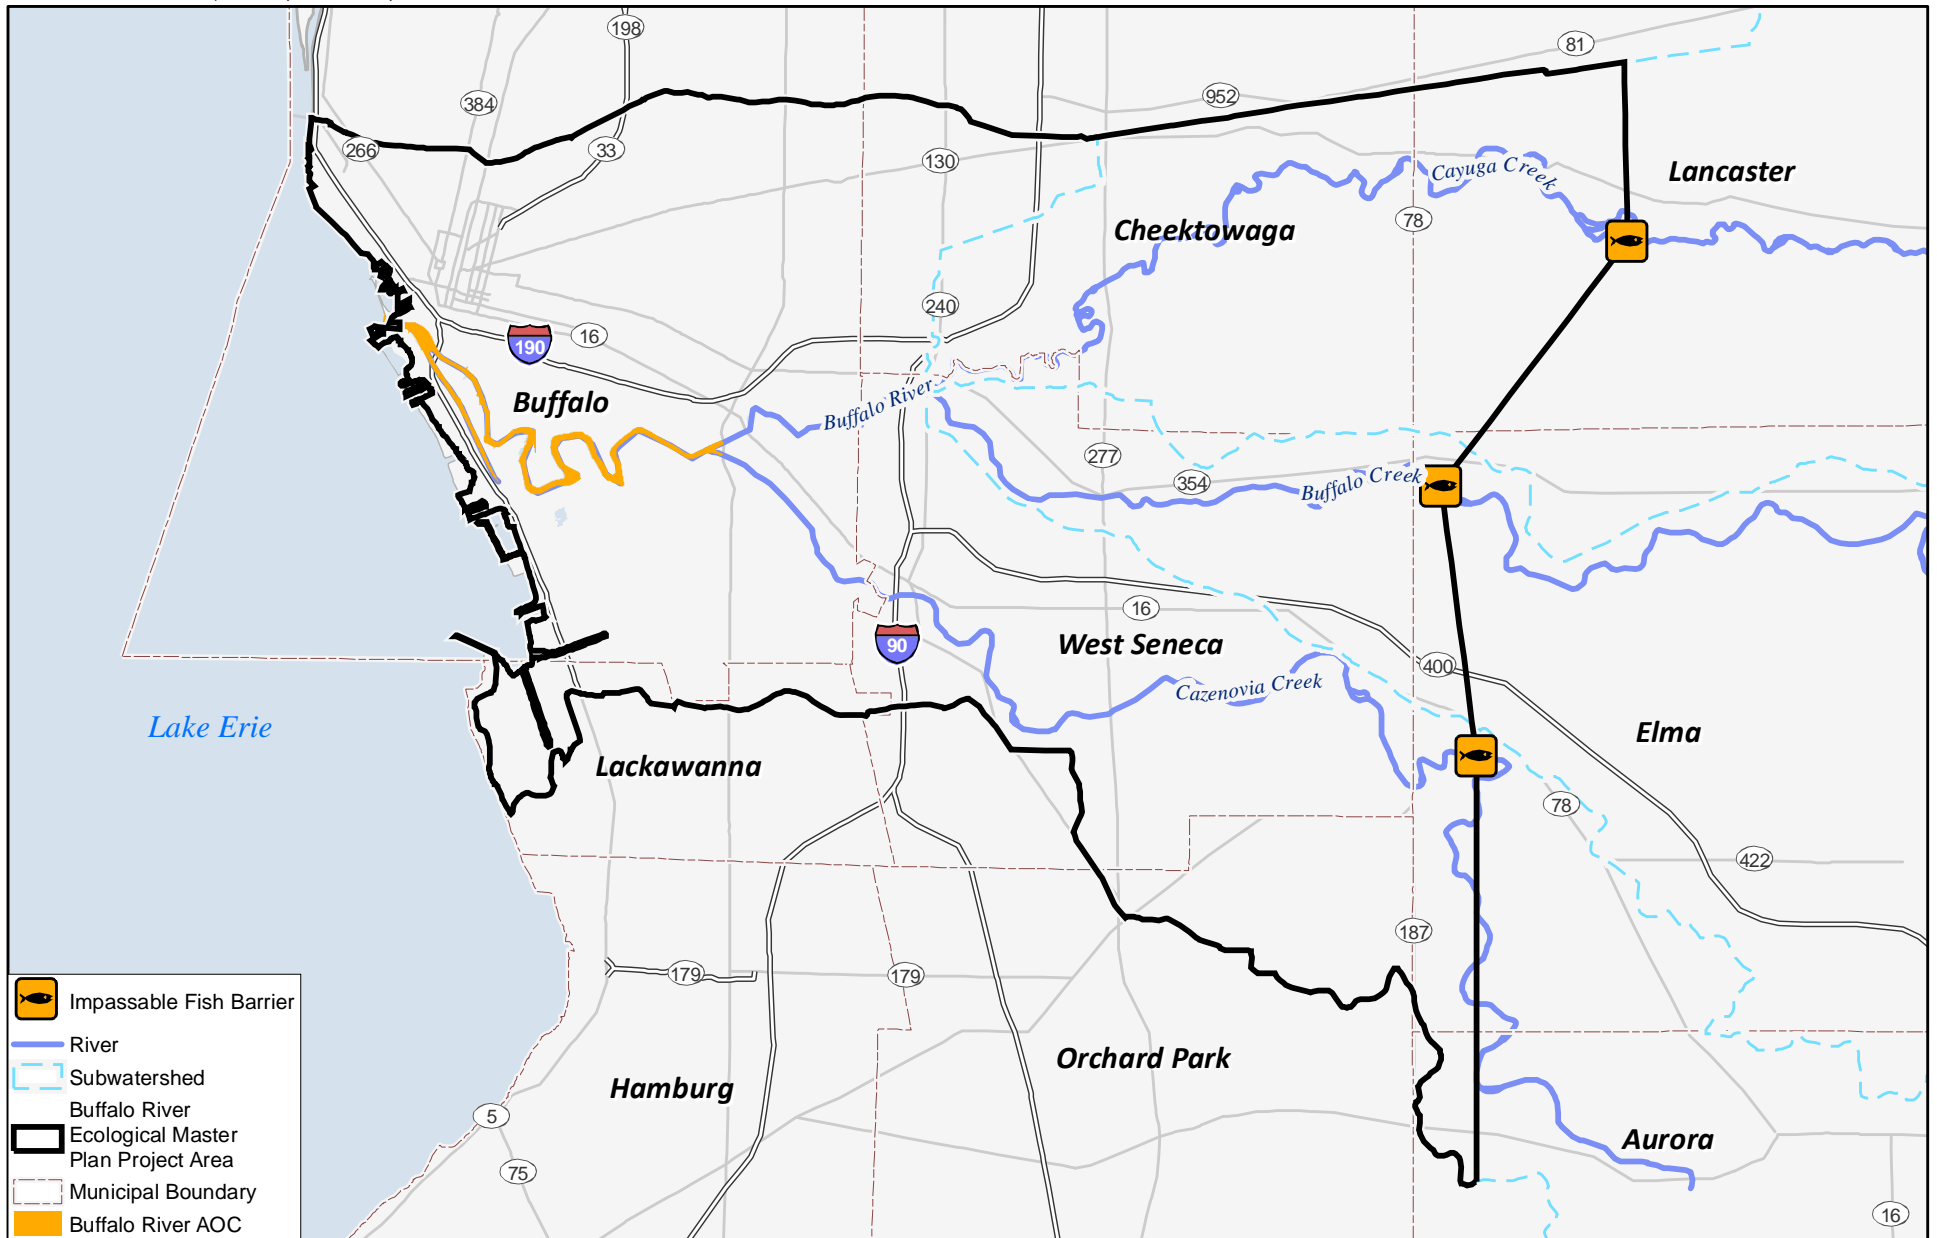 198
81
384
952
266
33
130
Cayuga Creek
Lancaster
78
Cheektowaga
240
190
16
Buffalo
Buffalo River
277
354
Buffalo Creek
16
90
West Seneca
400
Cazenovia Creek
Lake Erie
Elma
Lackawanna
78
422
187
179
179
Orchard Park
Hamburg
5
Aurora
75
16
Impassable Fish Barrier
River
Subwatershed
Buffalo River
Ecological Master
Plan Project Area
Municipal Boundary
Buffalo River AOC